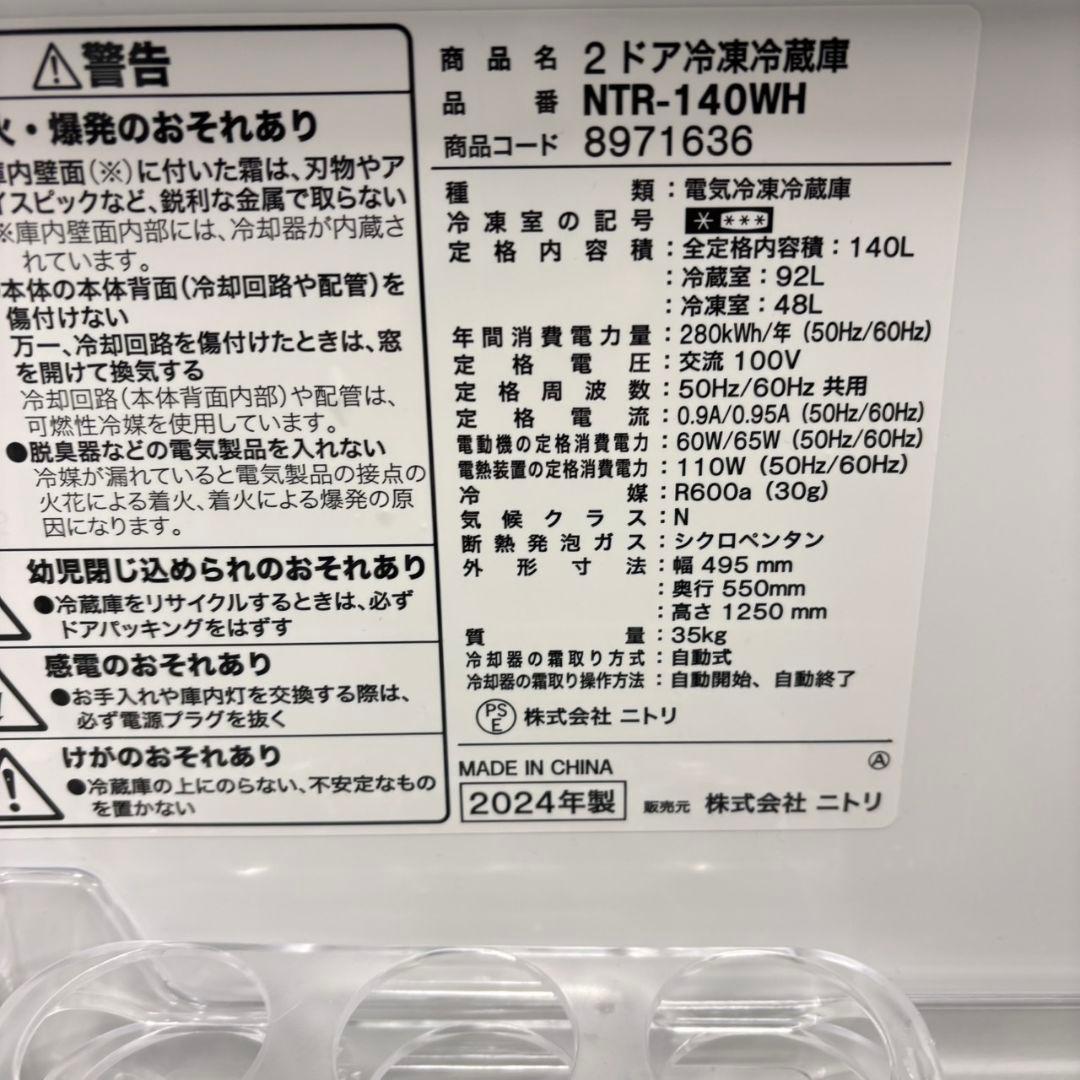 警告
・爆発のおそれあり
内壁面(※)に付いた霜は、刃物やア
イスピックなど、鋭利な金属で取らない
※庫内壁面内部には、冷却器が内蔵さ
れています。
本体の本体背面(冷却回路や配管)を
傷付けない
万一、冷却回路を傷付けたときは、窓
を開けて換気する
冷却回路(本体背面内部)や配管は、
可燃性冷媒を使用しています。
●脱臭器などの電気製品を入れない
冷媒が漏れていると電気製品の接点の
火花による着火、着火による爆発の原
因になります。
幼児閉じ込められのおそれあり
●冷蔵庫をリサイクルするときは、必ず
ドアパッキングをはずす
感電のおそれあり
●お手入れや庫内灯を交換する際は、
必ず電源プラグを抜く
けがのおそれあり
●冷蔵庫の上にのらない、不安定なもの
を置かない
商品名 2ドア冷凍冷蔵庫
品番 NTR-140WH
商品コード 8971636
種類:電気冷凍冷蔵庫
冷凍室の記号 * ***
定格内容積:全定格内容積:140L
:冷蔵室:92L
:冷凍室:48L
年間消費電力量:280kWh/年(50Hz/60Hz)
定格電圧:交流 100V
定格周波数:50Hz/60Hz 共用
定格電流:0.9A/0.95A(50Hz/60Hz)
電動機の定格消費電力:60W/65W(50Hz/60Hz)
電熱装置の定格消費電力:110W(50Hz/60Hz)
冷媒:R600a(30g)
気候クラス:N
断熱発泡ガス:シクロペンタン
外形寸法:幅 495 mm
:奥行 550mm
:高さ 1250 mm
質量:35kg
冷却器の霜取り方式:自動式
冷却器の霜取り操作方法:自動開始、自動終了
PSE 株式会社 ニトリ
MADE IN CHINA Ⓐ
2024年製 販売元 株式会社 ニトリ